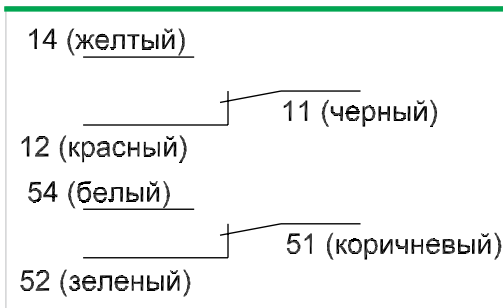 14 (желтый)
11 (черный)
12 (красный)
54 (белый)
51 (коричневый)
52 (зеленый)